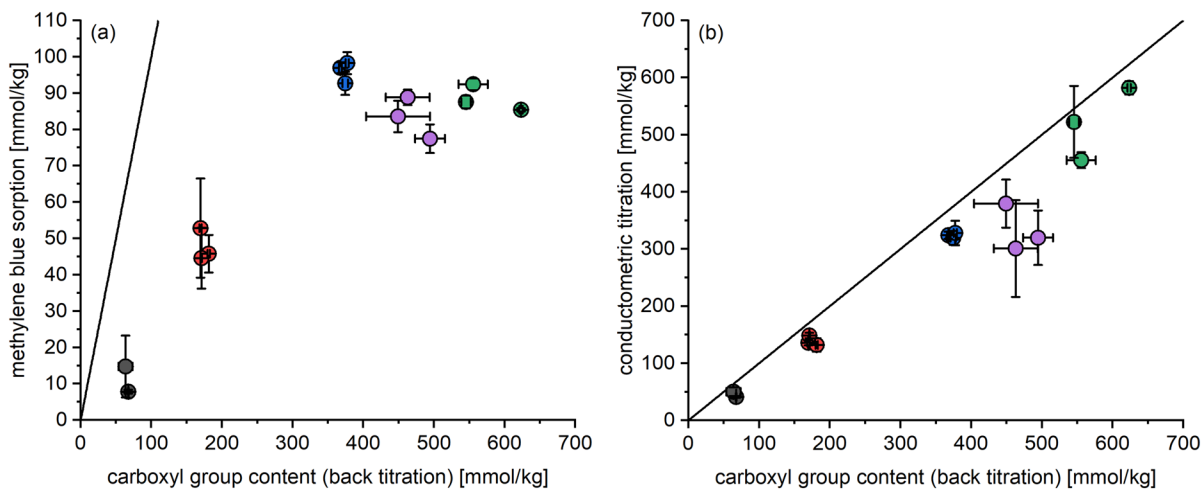 (a)
methylene blue sorption [mmol/kg]
110
100
90
80
70
60
50
40
30
20
10
0
0 100 200 300 400 500 600 700
carboxyl group content (back titration) [mmol/kg]
(b)
conductometric titration [mmol/kg]
700
600
500
400
300
200
100
0
0 100 200 300 400 500 600 700
carboxyl group content (back titration) [mmol/kg]